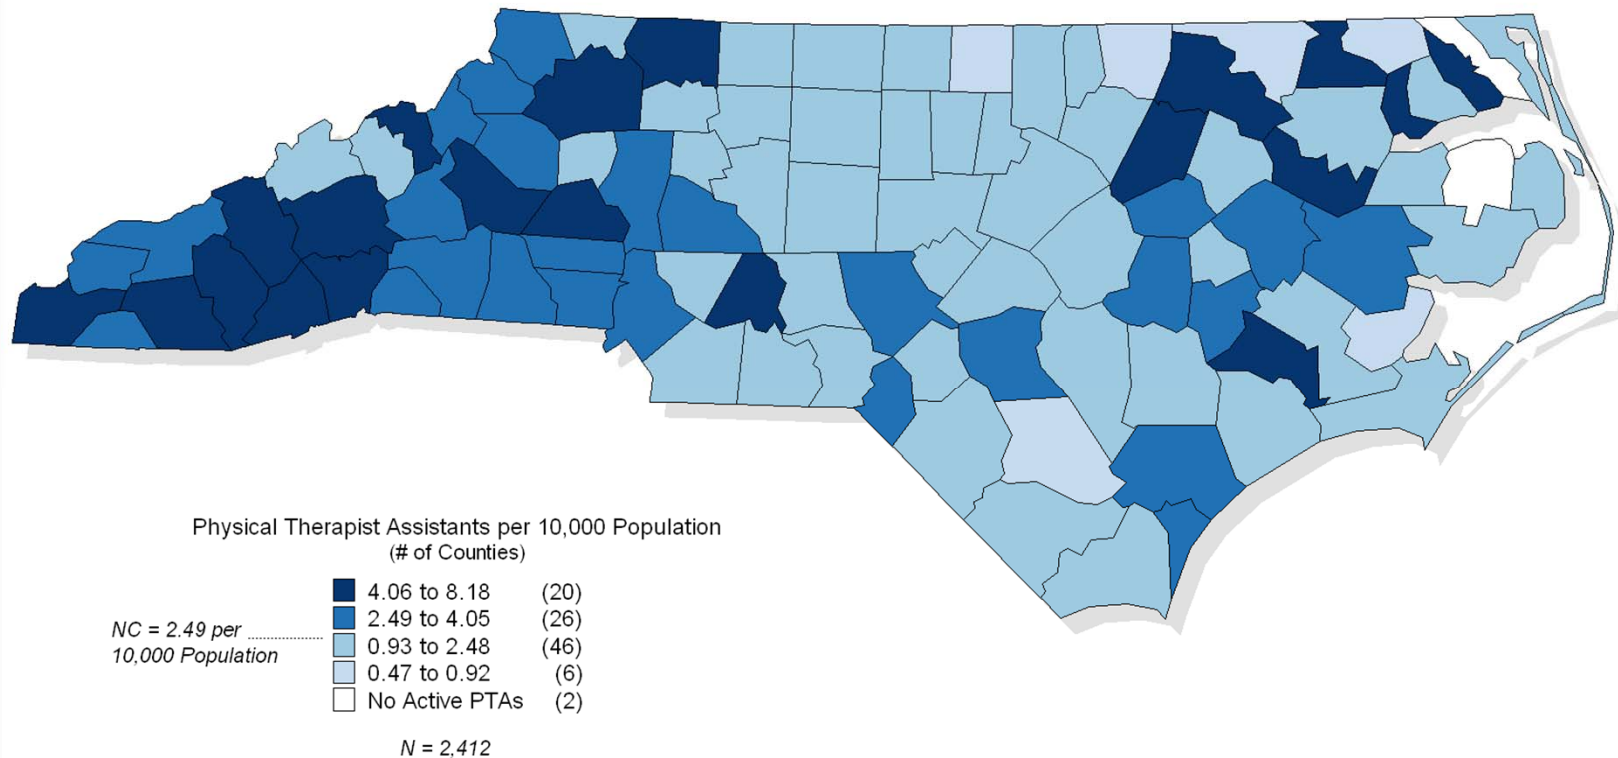 Physical Therapist Assistants per 10,000 Population
(# of Counties)
4.06 to 8.18 (20)
2.49 to 4.05 (26)
NC = 2.49 per
10,000 Population
0.93 to 2.48 (46)
0.47 to 0.92 (6)
No Active PTAs (2)
N = 2,412